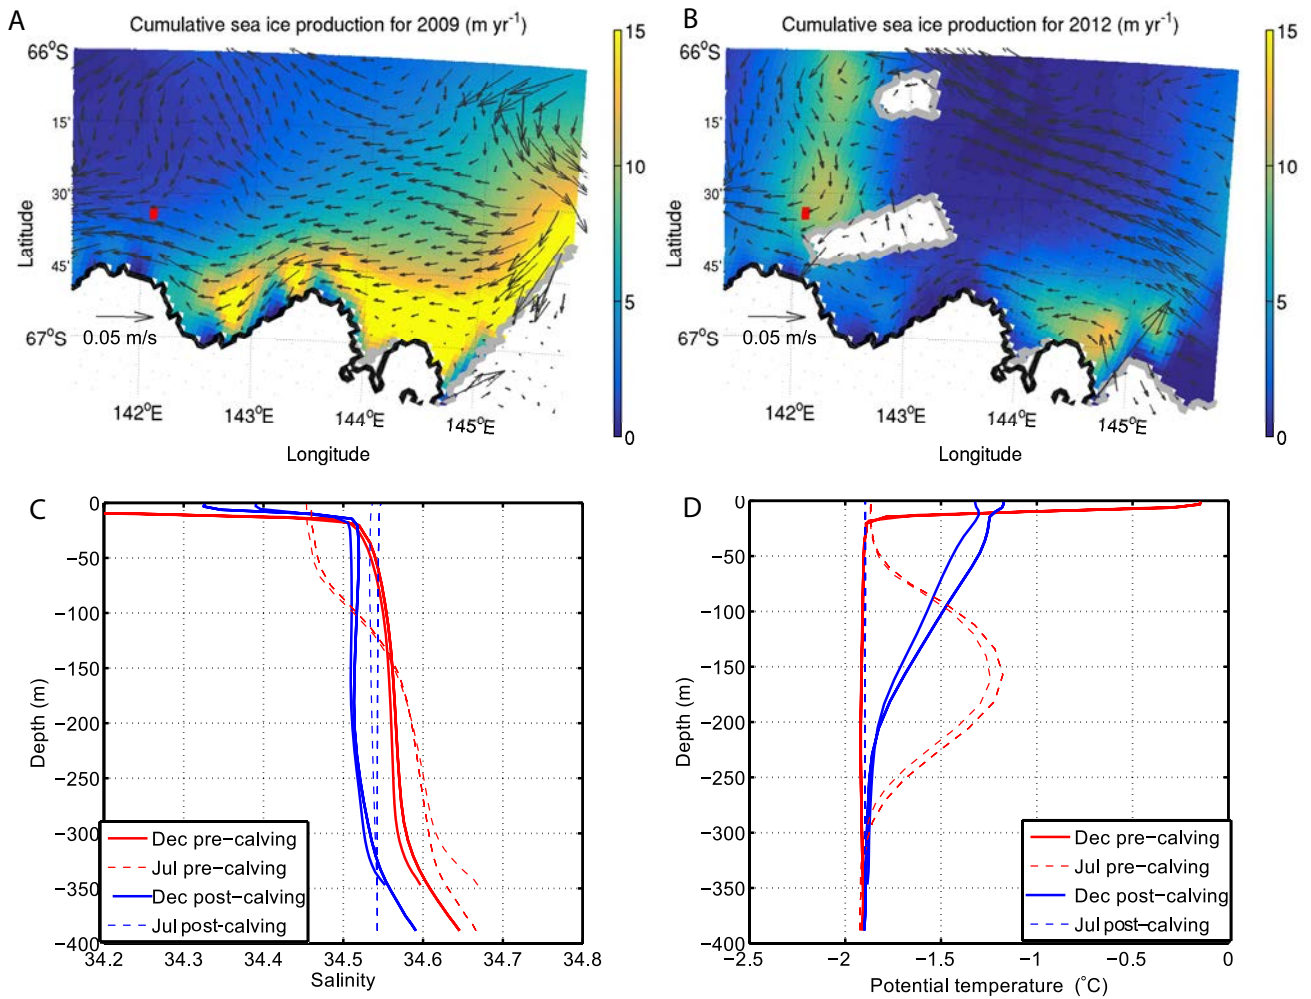 A
Cumulative sea ice production for 2009 (m yr⁻¹)
66°S
15'
30'
45'
67°S
Latitude
0.05 m/s
142°E
143°E
144°E
145°E
Longitude
15
10
5
0
B
Cumulative sea ice production for 2012 (m yr⁻¹)
66°S
15'
30'
45'
67°S
Latitude
0.05 m/s
142°E
143°E
144°E
145°E
Longitude
15
10
5
0
C
0
−50
−100
−150
−200
−250
−300
−350
−400
Depth (m)
Dec pre−calving
Jul pre−calving
Dec post−calving
Jul post−calving
34.2
34.3
34.4
34.5
34.6
34.7
34.8
Salinity
D
0
−50
−100
−150
−200
−250
−300
−350
−400
Depth (m)
Dec pre−calving
Jul pre−calving
Dec post−calving
Jul post−calving
−2.5
−2
−1.5
−1
−0.5
0
Potential temperature (°C)